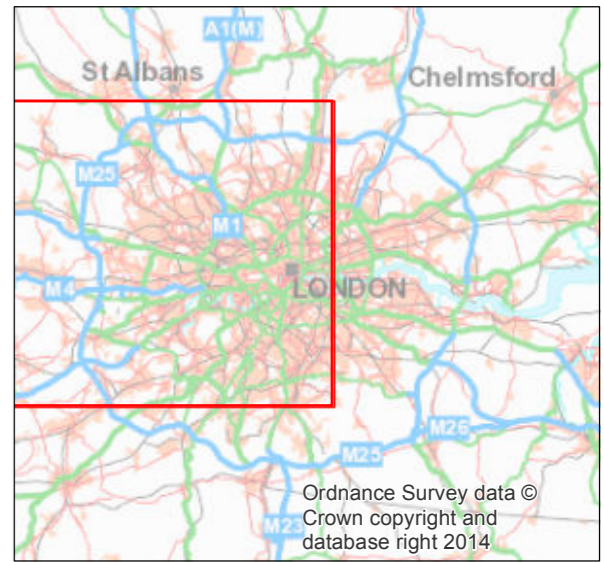 A1(M)
St Albans
Chelmsford
M25
M1
M4
LONDON
M26
M25
M23
Ordnance Survey data ©
Crown copyright and
database right 2014